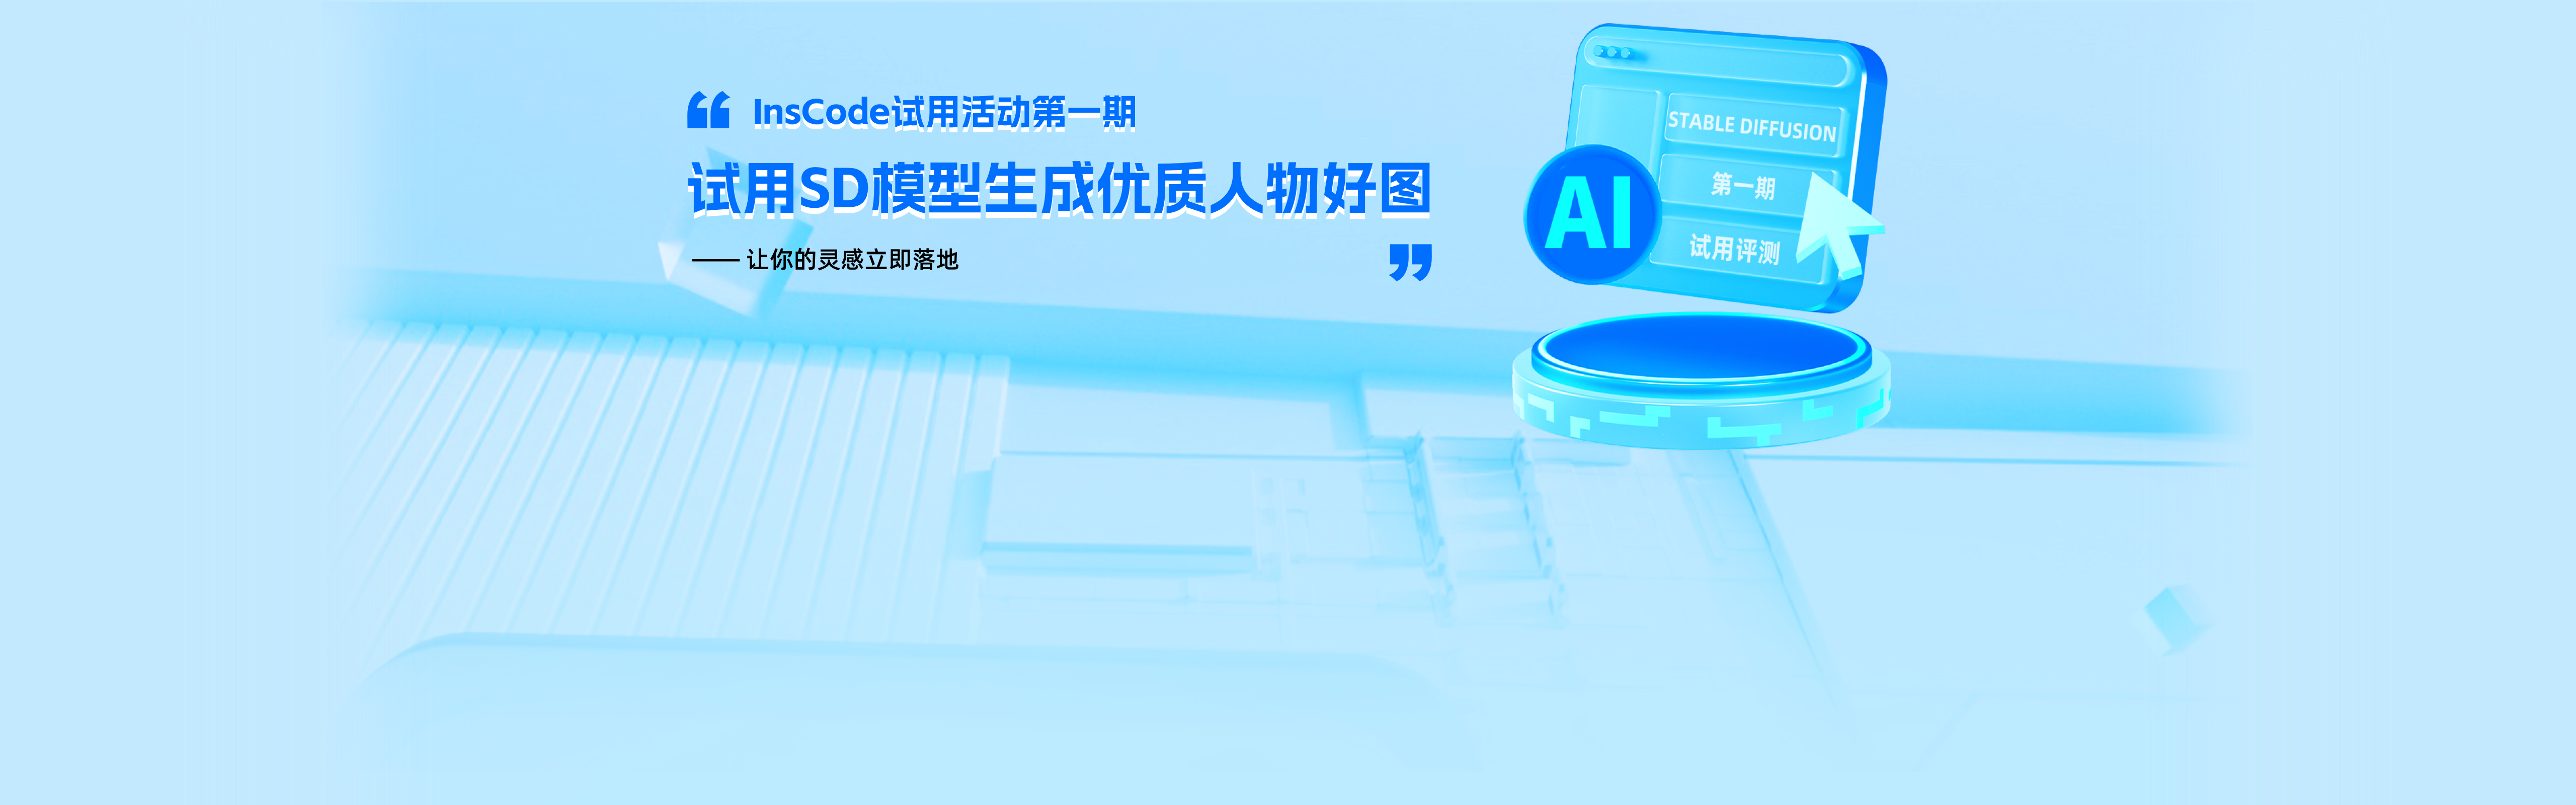 InsCode试用活动第一期
试用SD模型生成优质人物好图
—— 让你的灵感立即落地
STABLE DIFFUSION
第一期
试用评测
AI